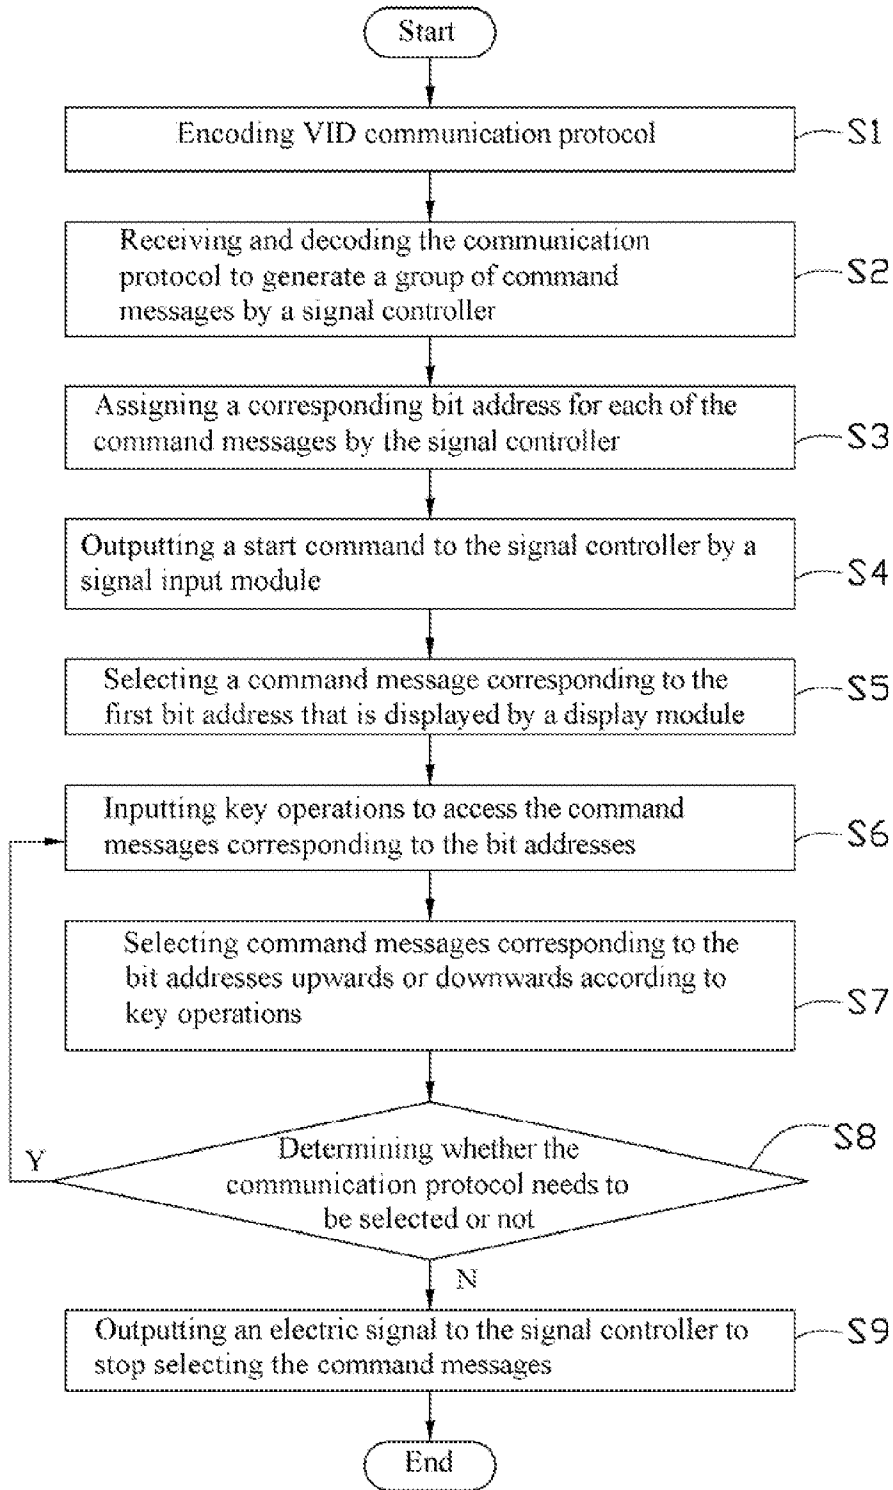 Start
Encoding VID communication protocol
S1
Receiving and decoding the communication
protocol to generate a group of command
messages by a signal controller
S2
Assigning a corresponding bit address for each of the
command messages by the signal controller
S3
Outputting a start command to the signal controller by a
signal input module
S4
Selecting a command message corresponding to the
first bit address that is displayed by a display module
S5
Inputting key operations to access the command
messages corresponding to the bit addresses
S6
Selecting command messages corresponding to the
bit addresses upwards or downwards according to
key operations
S7
Determining whether the
communication protocol needs to
be selected or not
S8
Y
N
Outputting an electric signal to the signal controller to
stop selecting the command messages
S9
End